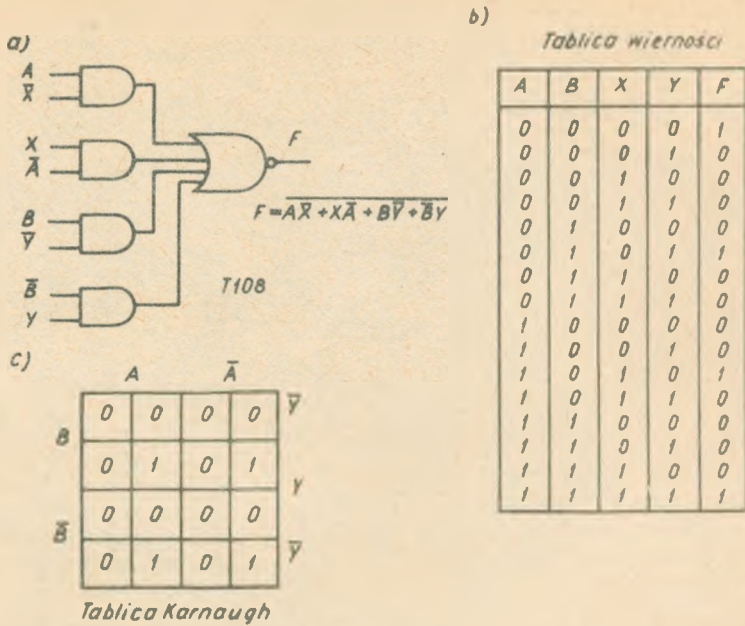 a)
A
X̅
X
A̅
B
Y̅
B̅
Y
F
F = A̅X̅ + XA̅ + BY̅ + B̅Y
T108
b)
Tablica wierności
A B X Y F
0 0 0 0 1
0 0 0 1 0
0 0 1 0 0
0 0 1 1 0
0 1 0 0 0
0 1 0 1 1
0 1 1 0 0
0 1 1 1 0
1 0 0 0 0
1 0 0 1 0
1 0 1 0 1
1 0 1 1 0
1 1 0 0 0
1 1 0 1 0
1 1 1 0 0
1 1 1 1 1
c)
A A̅
0 0 0 0 Y̅
B
0 1 0 1
Y
0 0 0 0
B̅
0 1 0 1 Y̅
Tablica Karnaugh